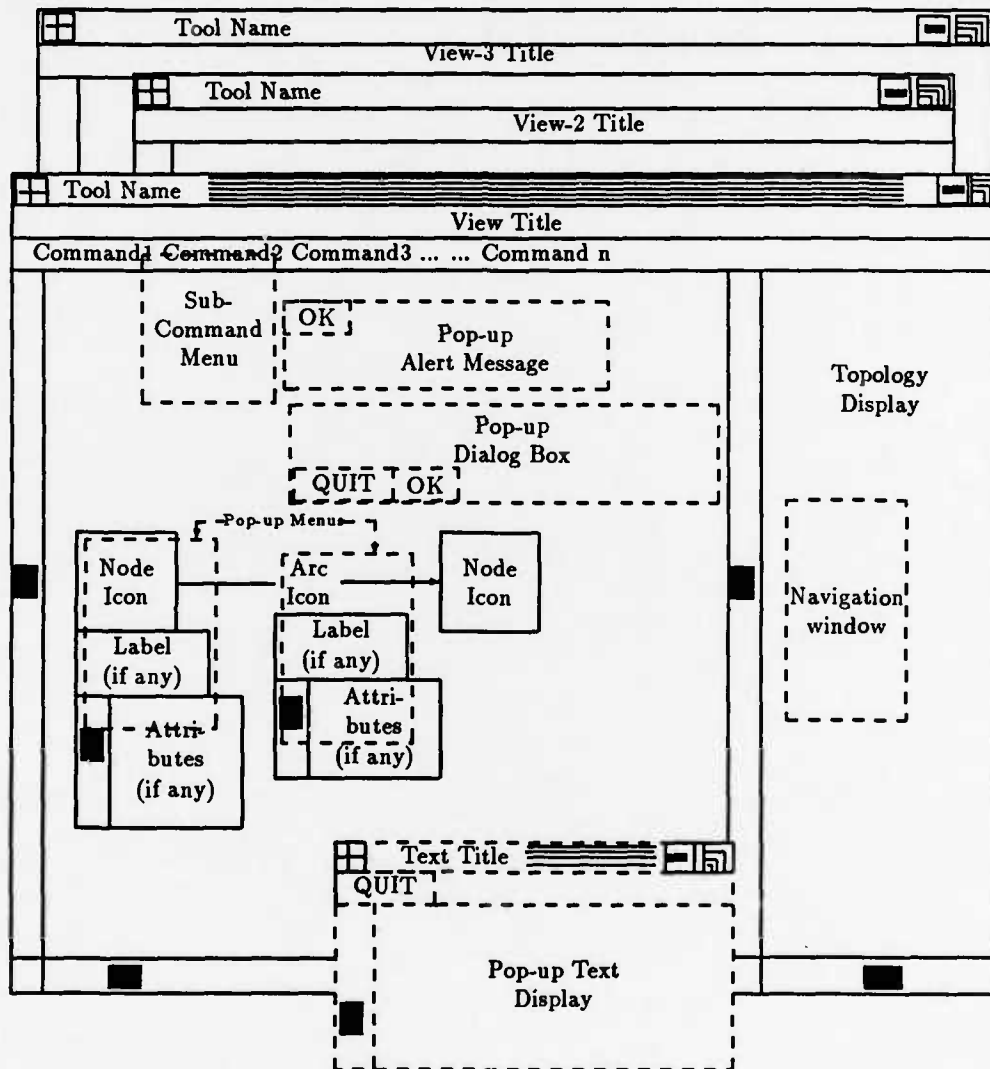 Tool Name
View-3 Title
Tool Name
View-2 Title
Tool Name
View Title
Command1 Command2 Command3 ... ... Command n
Sub-
Command
Menu
OK
Pop-up
Alert Message
Pop-up
Dialog Box
QUIT
OK
Topology
Display
Pop-up Menus
Node
Icon
Arc
Icon
Node
Icon
Label
(if any)
Label
(if any)
Attri-
butes
(if any)
Attri-
butes
(if any)
Navigation
window
Text Title
QUIT
Pop-up Text
Display